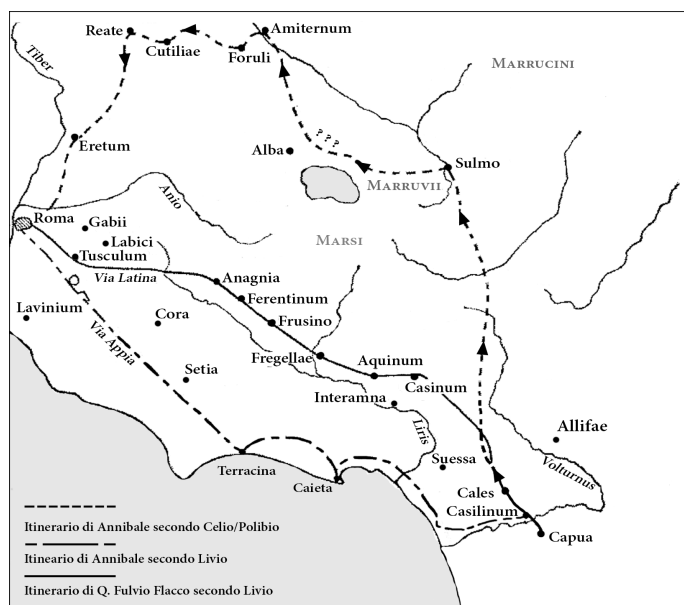 Reate
Amiternum
Cutiliae
Foruli
Tiber
MARRUCINI
Eretum
? ? ?
Alba
Sulmo
MARRUVII
Anio
Roma
Gabii
Labici
MARSI
Tusculum
Via Latina
Anagnia
Ferentinum
Lavinium
Cora
Frusino
Via Appia
Fregellae
Aquinum
Setia
Casinum
Interamna
Liris
Allifae
Suessa
Volturnus
Terracina
Caieta
Cales
Casilinum
Capua
Itinerario di Annibale secondo Celio/Polibio
Itineario di Annibale secondo Livio
Itinerario di Q. Fulvio Flacco secondo Livio